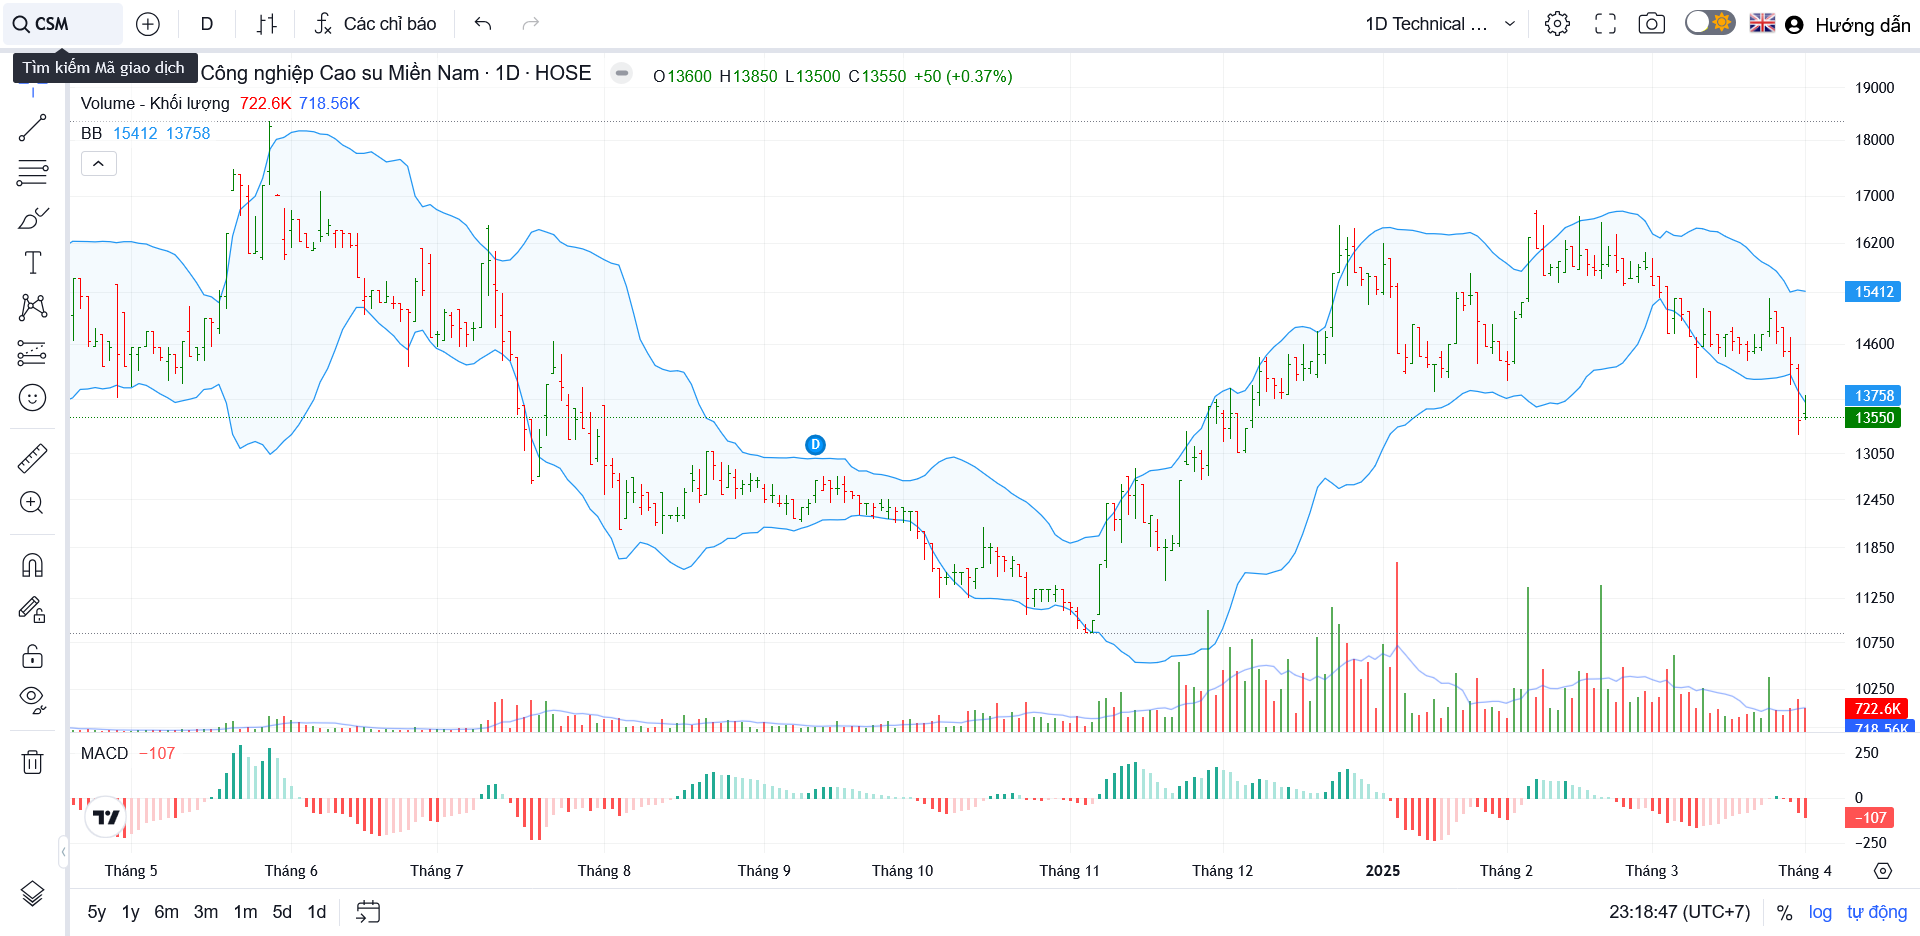 CSM
D
Các chỉ báo
1D Technical ...
Hướng dẫn
Tìm kiếm Mã giao dịch
Công nghiệp Cao su Miền Nam · 1D · HOSE
O13600 H13850 L13500 C13550 +50 (+0.37%)
Volume - Khối lượng 722.6K 718.56K
BB 15412 13758
19000
18000
17000
16200
15412
14600
13758
13550
13050
12450
11850
11250
10750
10250
722.6K
718.56K
D
MACD −107
250
0
−107
−250
Tháng 5 Tháng 6 Tháng 7 Tháng 8 Tháng 9 Tháng 10 Tháng 11 Tháng 12 2025 Tháng 2 Tháng 3 Tháng 4
5y 1y 6m 3m 1m 5d 1d
23:18:47 (UTC+7) % log tự động